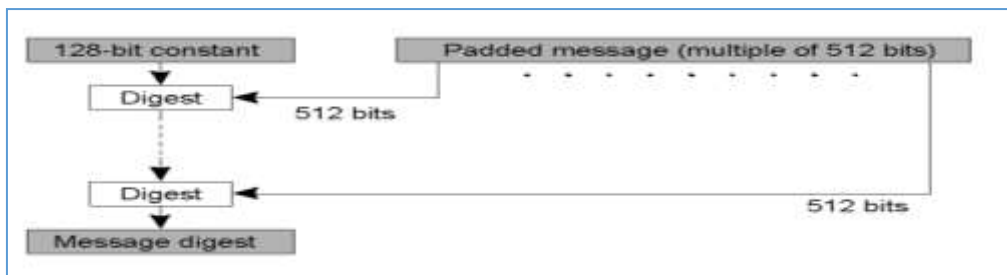 128-bit constant
Padded message (multiple of 512 bits)
Digest
512 bits
Digest
512 bits
Message digest